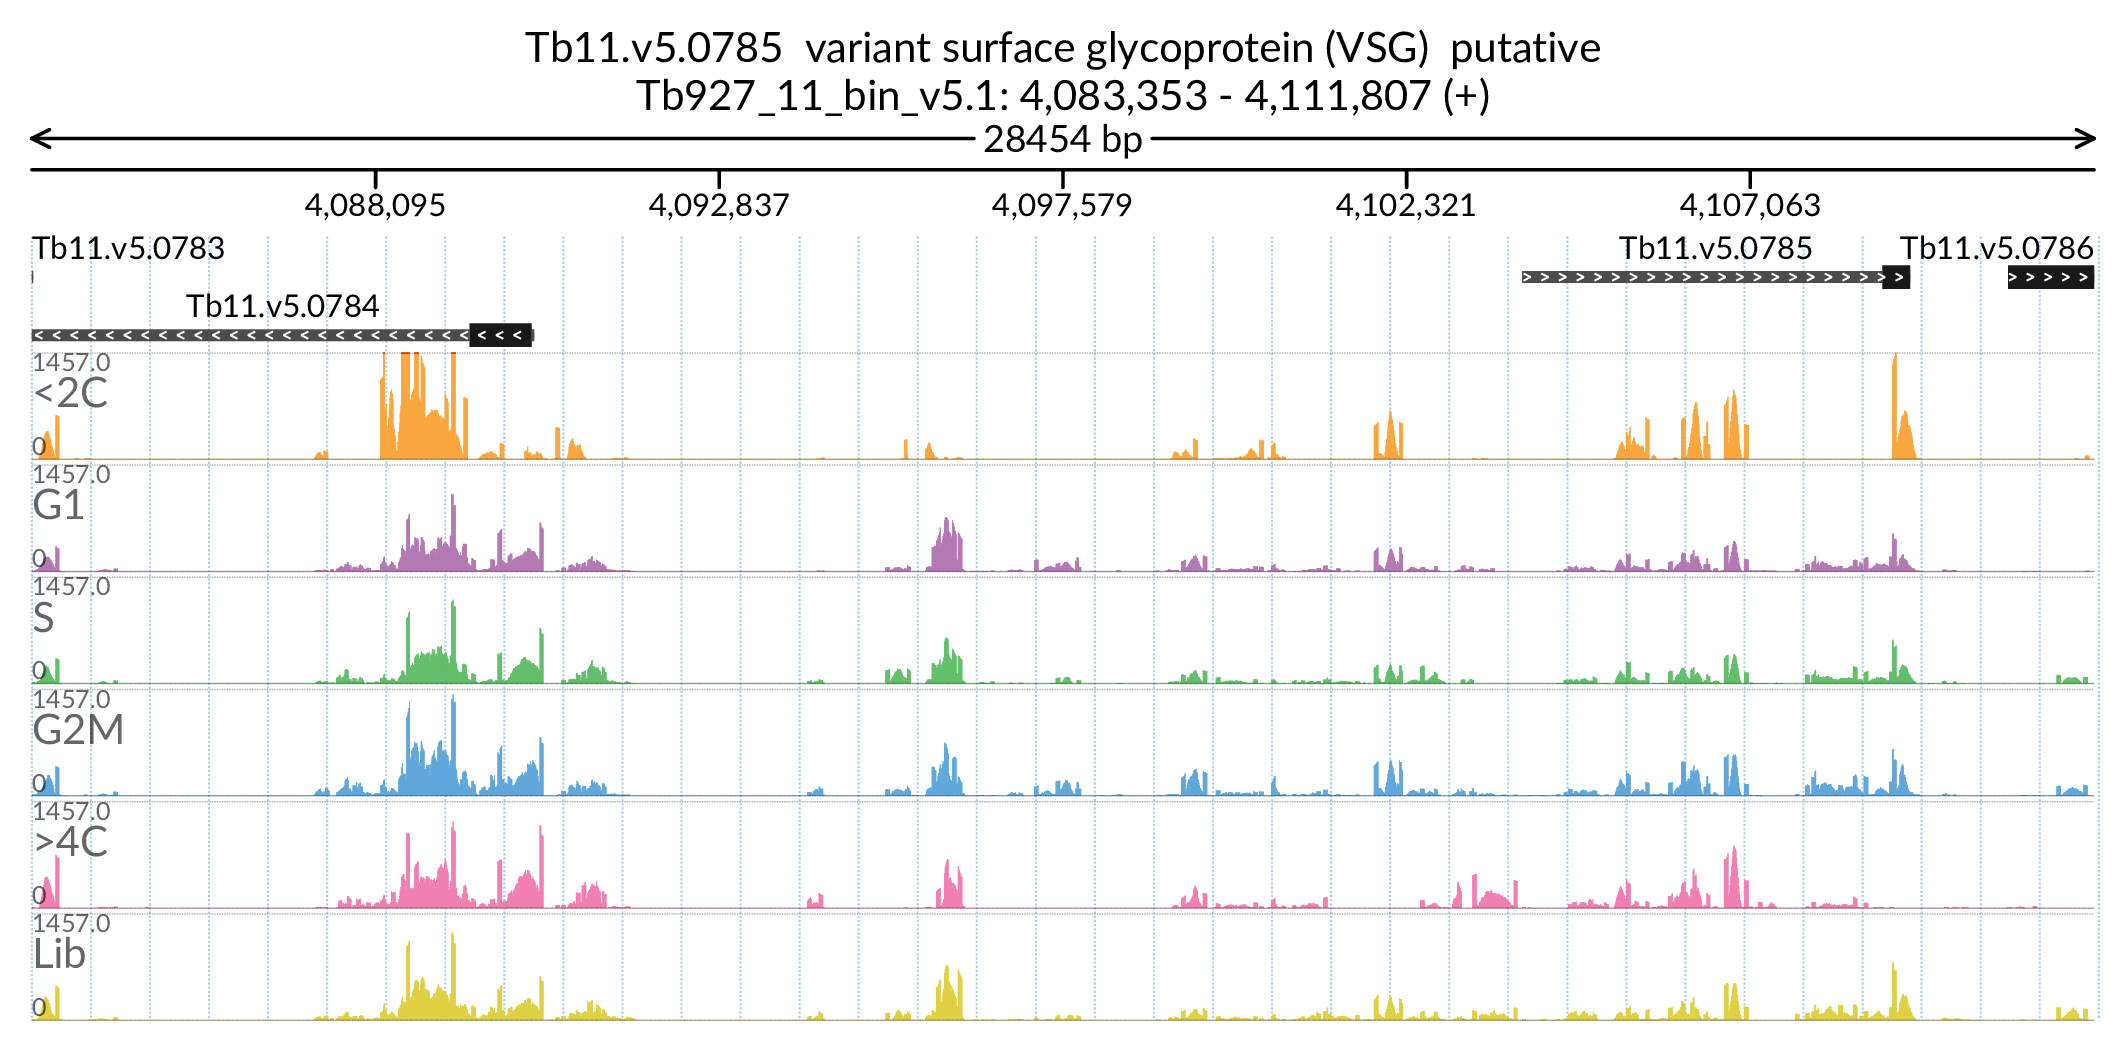 Tb11.v5.0785  variant surface glycoprotein (VSG)  putative
Tb927_11_bin_v5.1: 4,083,353 - 4,111,807 (+)
28454 bp
4,088,095 4,092,837 4,097,579 4,102,321 4,107,063
Tb11.v5.0783 Tb11.v5.0785 Tb11.v5.0786
Tb11.v5.0784
1457.0
<2C
0
1457.0
G1
0
1457.0
S
0
1457.0
G2M
0
1457.0
>4C
0
1457.0
Lib
0